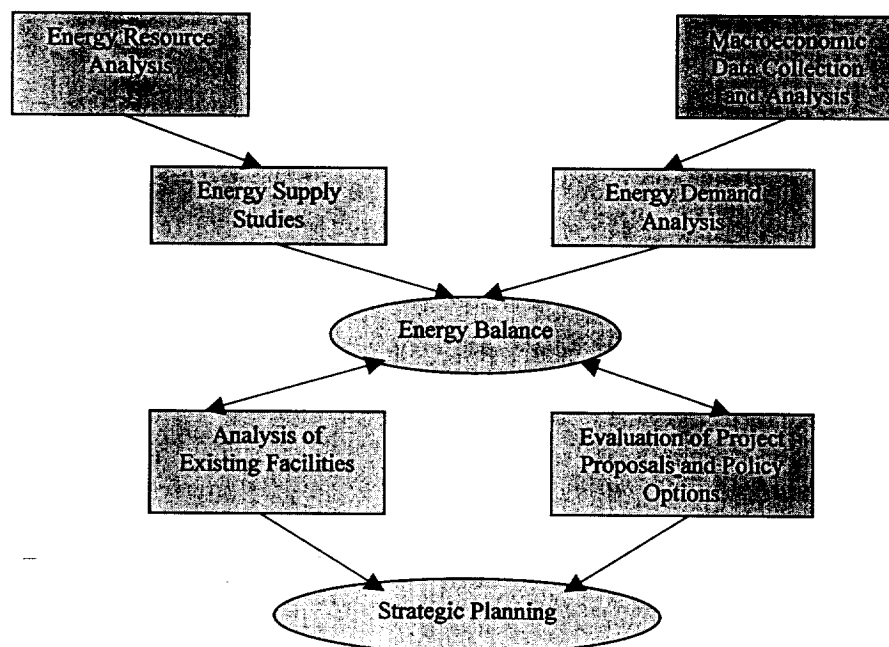 Energy Resource
Analysis
Macroeconomic
Data Collection
and Analysis
Energy Supply
Studies
Energy Demand
Analysis
Energy Balance
Analysis of
Existing Facilities
Evaluation of Project
Proposals and Policy
Options
Strategic Planning